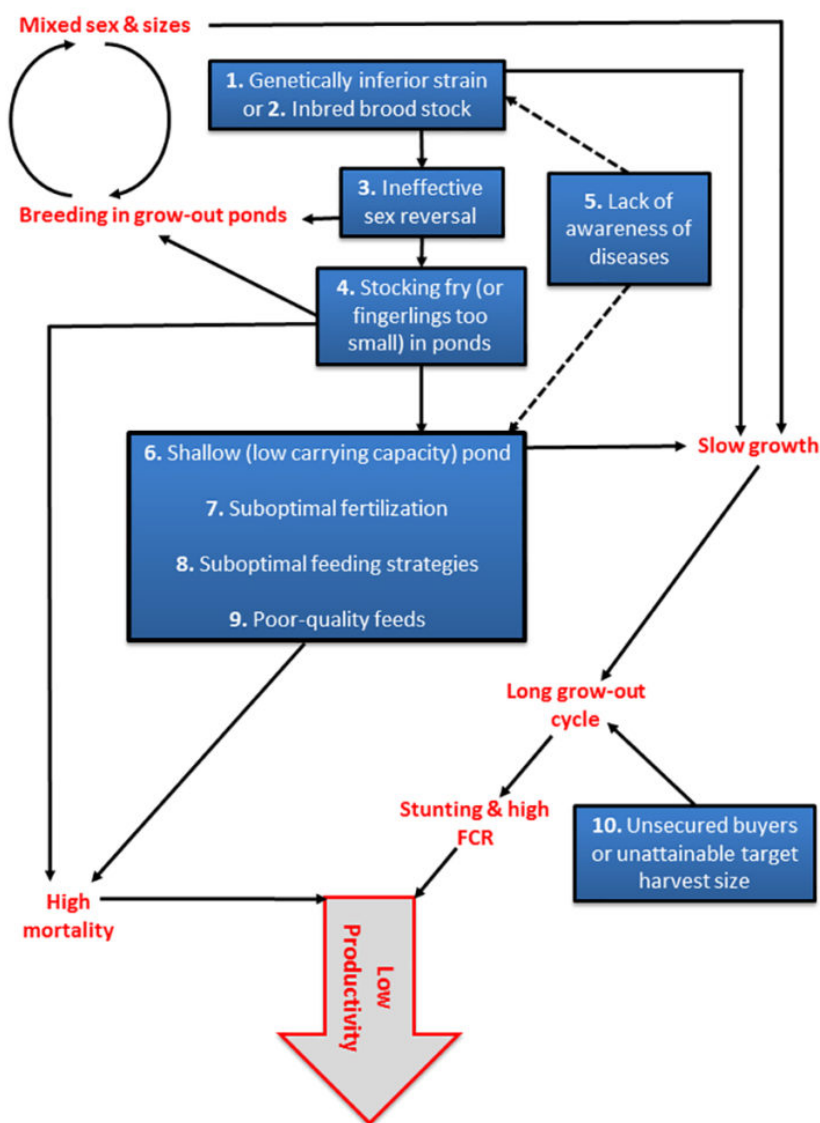 Mixed sex & sizes
1. Genetically inferior strain
or 2. Inbred brood stock
3. Ineffective
sex reversal
5. Lack of
awareness of
diseases
Breeding in grow-out ponds
4. Stocking fry (or
fingerlings too
small) in ponds
6. Shallow (low carrying capacity) pond
7. Suboptimal fertilization
8. Suboptimal feeding strategies
9. Poor-quality feeds
Slow growth
Long grow-out
cycle
Stunting & high
FCR
10. Unsecured buyers
or unattainable target
harvest size
High
mortality
Low
Productivity